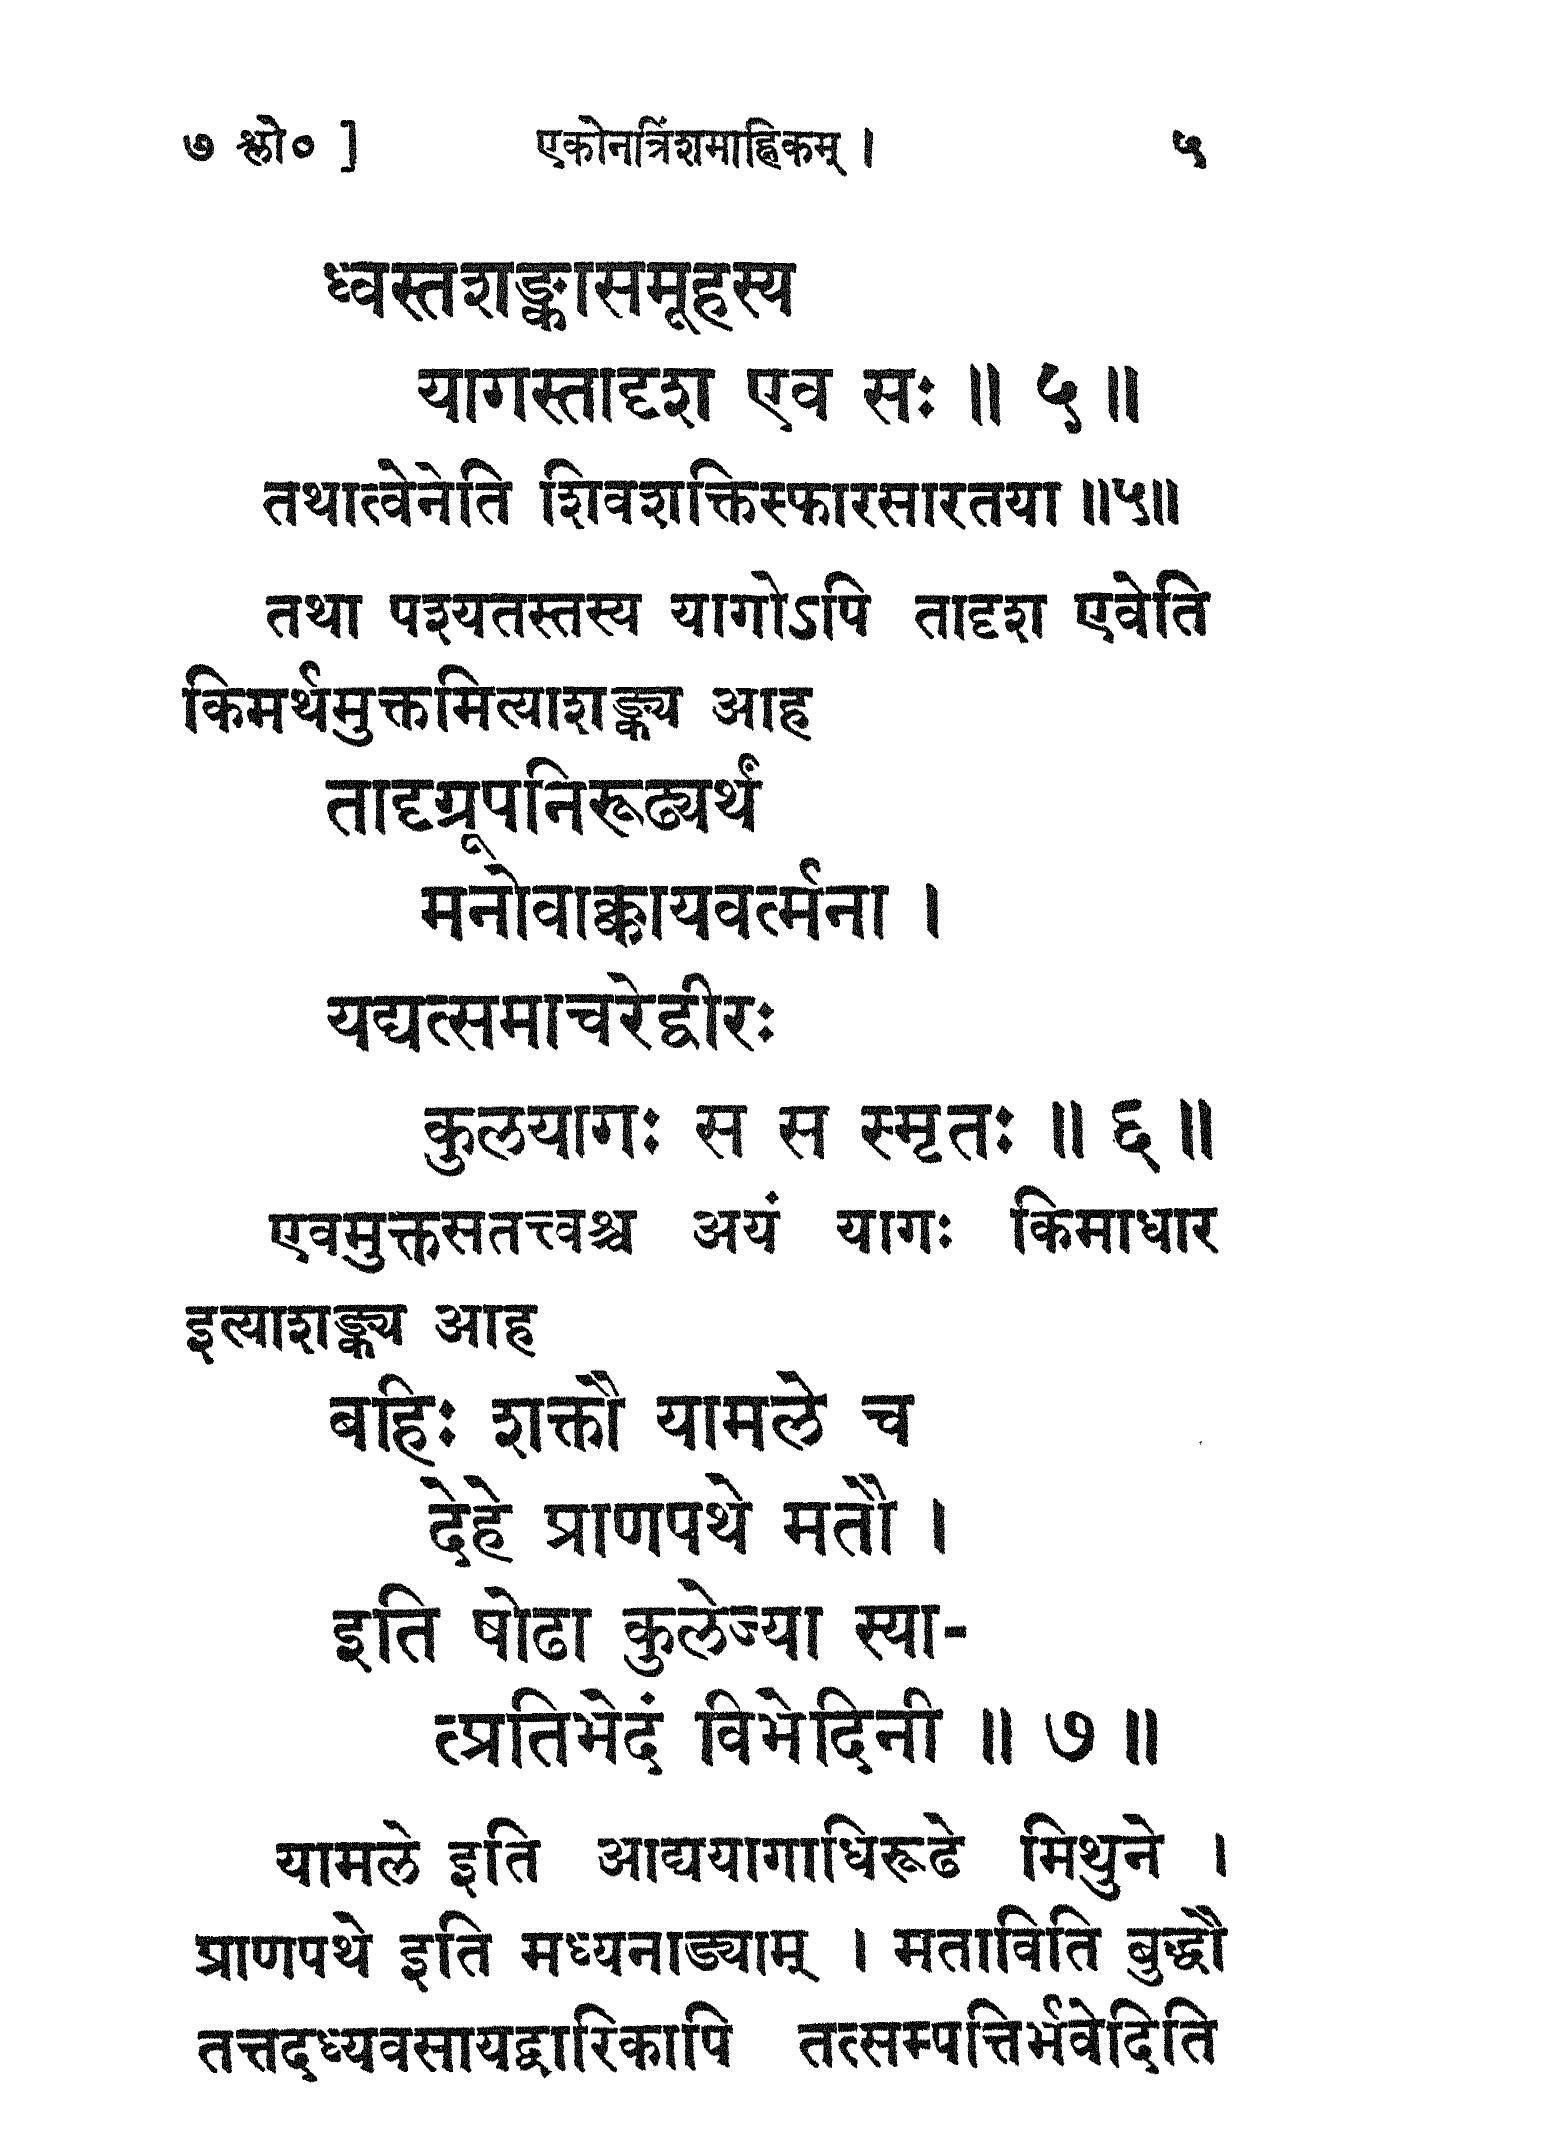 ७ श्लो० ] एकोनत्रिंशमाह्निकम् । ५
ध्वस्तशङ्कासमूहस्य
यागस्तादृश एव सः ॥ ५ ॥
तथात्वेनेति शिवशक्तिस्फारसारतया ॥५॥
तथा पश्यतस्तस्य यागोऽपि तादृश एवेति
किमर्थमुक्तमित्याशङ्क्य आह
तादृग्रूपनिरूढ्यर्थं
मनोवाक्कायवर्त्मना ।
यद्यत्समाचरेद्वीरः
कुलयागः स स स्मृतः ॥ ६ ॥
एवमुक्तसतत्त्वश्च अयं यागः किमाधार
इत्याशङ्क्य आह
बहिः शक्तौ यामले च
देहे प्राणपथे मतौ ।
इति षोढा कुलेज्या स्या-
त्प्रतिभेदं विभेदिनी ॥ ७ ॥
यामले इति आद्ययागाधिरूढे मिथुने ।
प्राणपथे इति मध्यनाड्याम् । मताविति बुद्धौ
तत्तदध्यवसायद्वारिकापि तत्सम्पत्तिर्भवेदिति